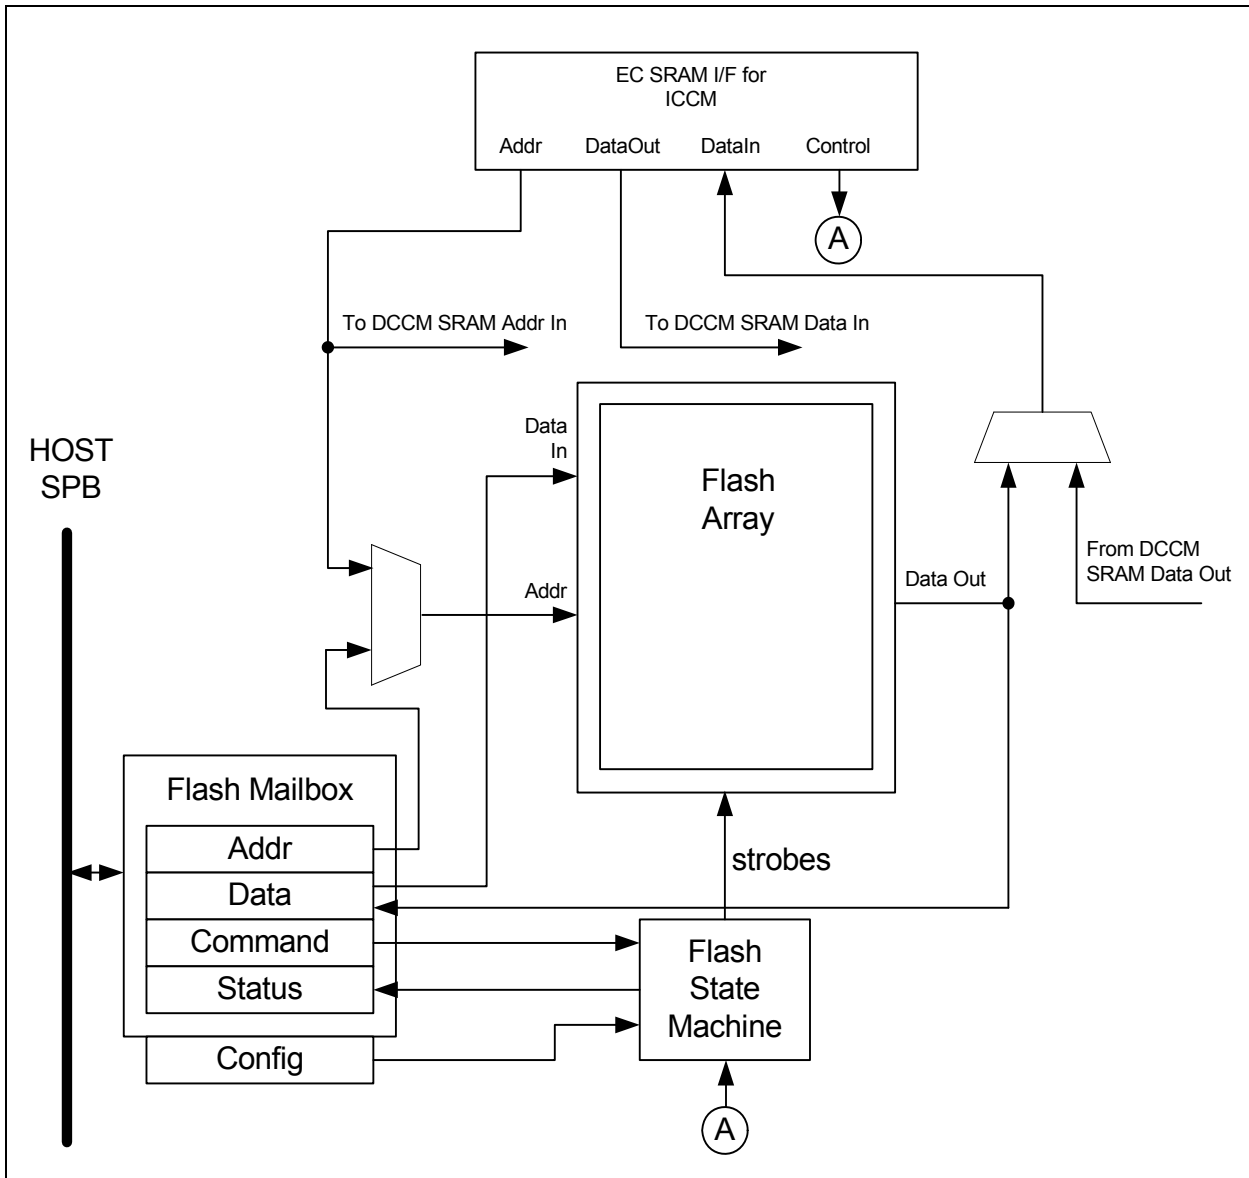 EC SRAM I/F for
ICCM
Addr DataOut DataIn Control
A
To DCCM SRAM Addr In
To DCCM SRAM Data In
Data
In
HOST
SPB
Flash
Array
From DCCM
SRAM Data Out
Addr
Data Out
Flash Mailbox
Addr
Data
Command
Status
Config
strobes
Flash
State
Machine
A